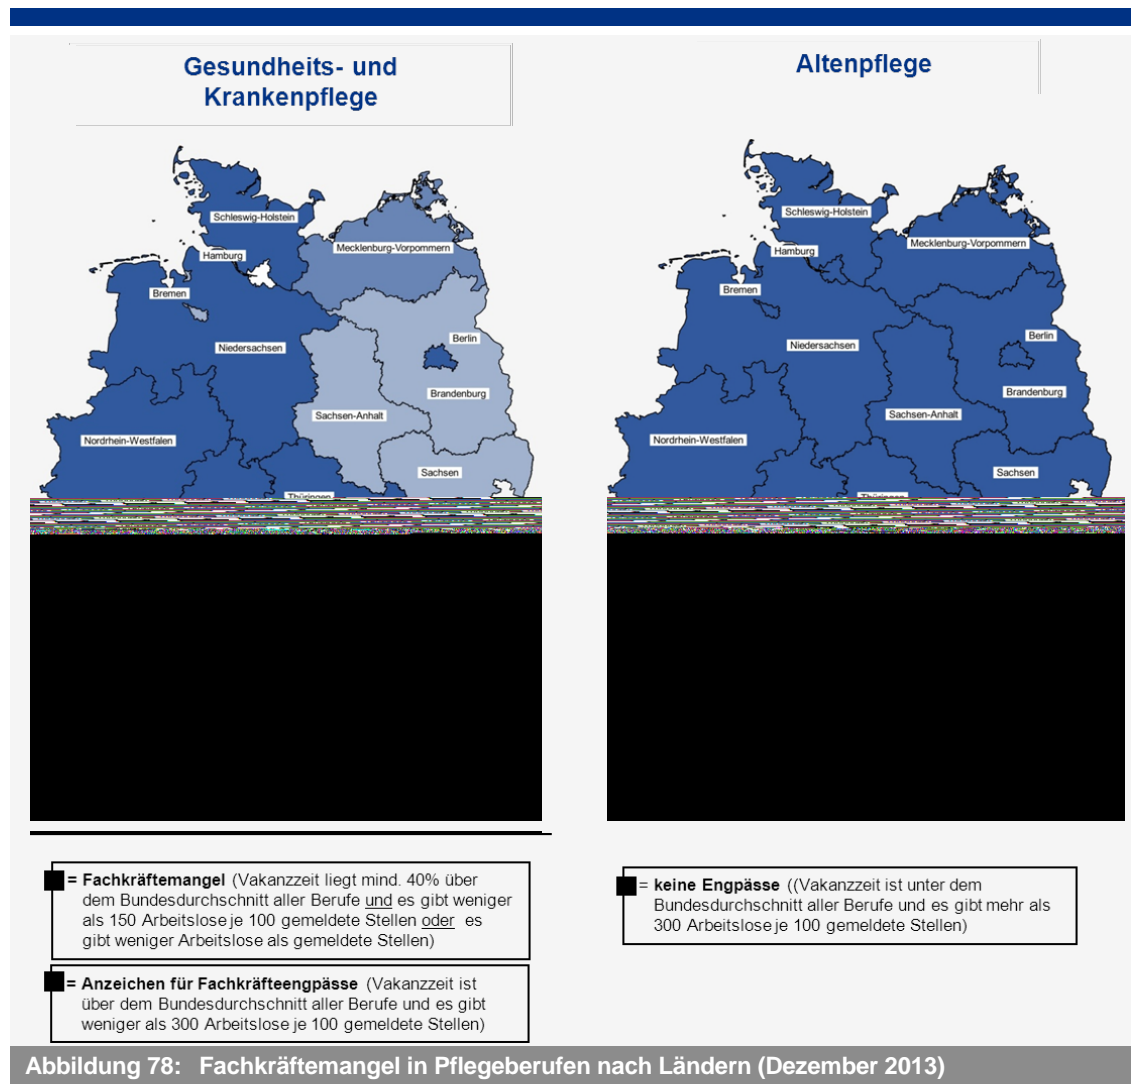 Gesundheits- und
Krankenpflege
Schleswig-Holstein
Mecklenburg-Vorpommern
Hamburg
Bremen
Niedersachsen
Berlin
Brandenburg
Sachsen-Anhalt
Nordrhein-Westfalen
Sachsen
Thüringen
Altenpflege
Schleswig-Holstein
Mecklenburg-Vorpommern
Hamburg
Bremen
Niedersachsen
Berlin
Brandenburg
Sachsen-Anhalt
Nordrhein-Westfalen
Sachsen
Thüringen
= Fachkräftemangel (Vakanzzeit liegt mind. 40% über
dem Bundesdurchschnitt aller Berufe und es gibt weniger
als 150 Arbeitslose je 100 gemeldete Stellen oder es
gibt weniger Arbeitslose als gemeldete Stellen)
= Anzeichen für Fachkräfteengpässe (Vakanzzeit ist
über dem Bundesdurchschnitt aller Berufe und es gibt
weniger als 300 Arbeitslose je 100 gemeldete Stellen)
= keine Engpässe ((Vakanzzeit ist unter dem
Bundesdurchschnitt aller Berufe und es gibt mehr als
300 Arbeitslose je 100 gemeldete Stellen)
Abbildung 78: Fachkräftemangel in Pflegeberufen nach Ländern (Dezember 2013)